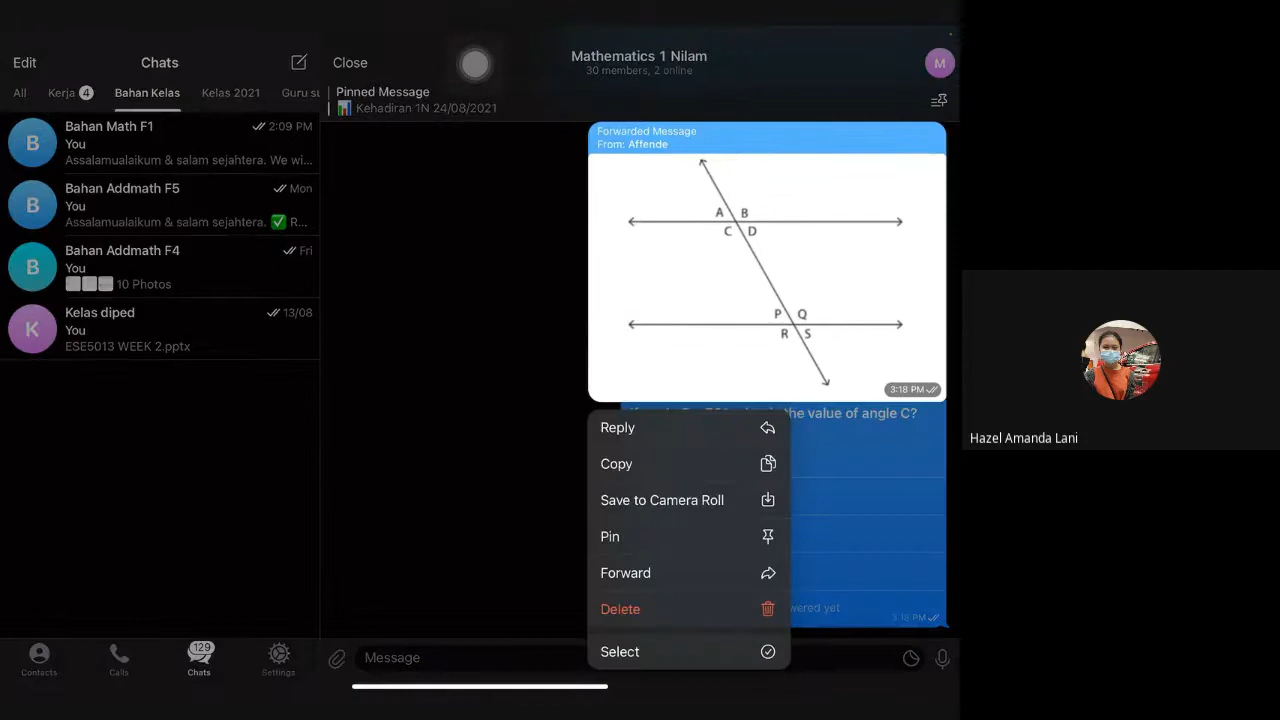 Edit
Chats
All
Kerja 4
Bahan Kelas
Kelas 2021
Guru su
B
Bahan Math F1
2:09 PM
You
Assalamualaikum & salam sejahtera. We wi...
B
Bahan Addmath F5
Mon
You
Assalamualaikum & salam sejahtera. ✅ R...
B
Bahan Addmath F4
Fri
You
10 Photos
K
Kelas diped
13/08
You
ESE5013 WEEK 2.pptx
Contacts
Calls
129
Chats
Settings
Close
Mathematics 1 Nilam
30 members, 2 online
M
Pinned Message
📊 Kehadiran 1N 24/08/2021
Forwarded Message
From: Affende
A B
C D
P Q
R S
3:18 PM
the value of angle C?
Reply
Copy
Save to Camera Roll
Pin
Forward
Delete
Select
wered yet
3:18 PM
Message
Hazel Amanda Lani